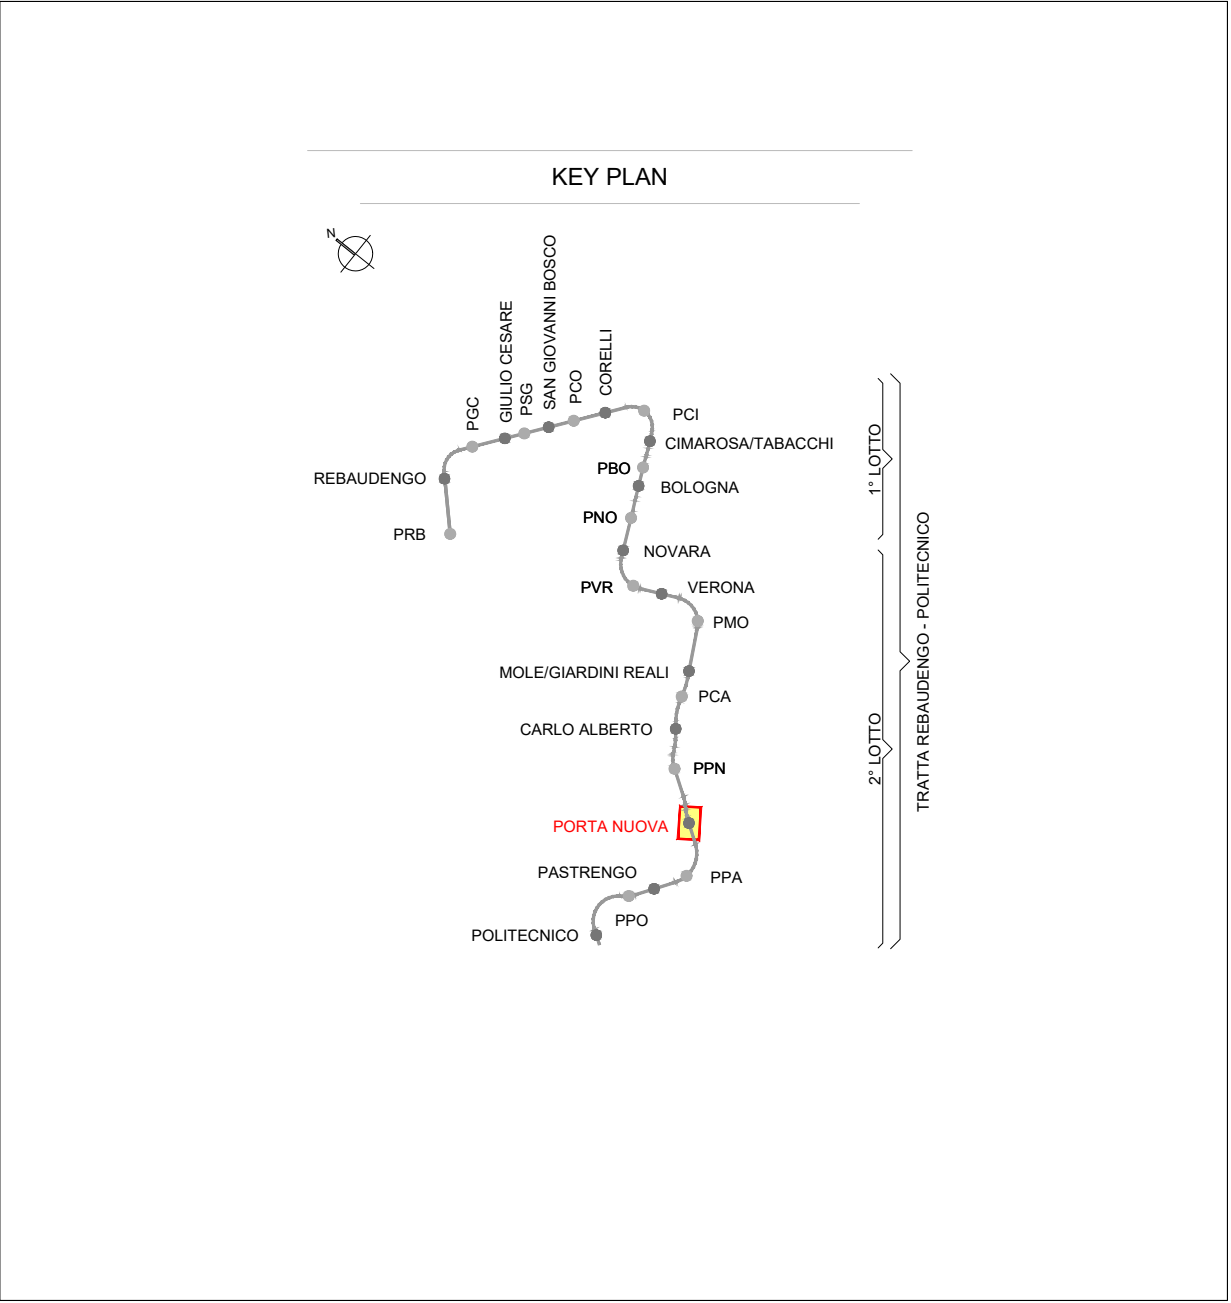 KEY PLAN
N
PGC
GIULIO CESARE
PSG
SAN GIOVANNI BOSCO
PCO
CORELLI
PCI
CIMAROSA/TABACCHI
REBAUDENGO
PBO
BOLOGNA
PNO
PRB
NOVARA
PVR
VERONA
PMO
MOLE/GIARDINI REALI
PCA
CARLO ALBERTO
PPN
PORTA NUOVA
PASTRENGO
PPA
PPO
POLITECNICO
1° LOTTO
2° LOTTO
TRATTA REBAUDENGO - POLITECNICO